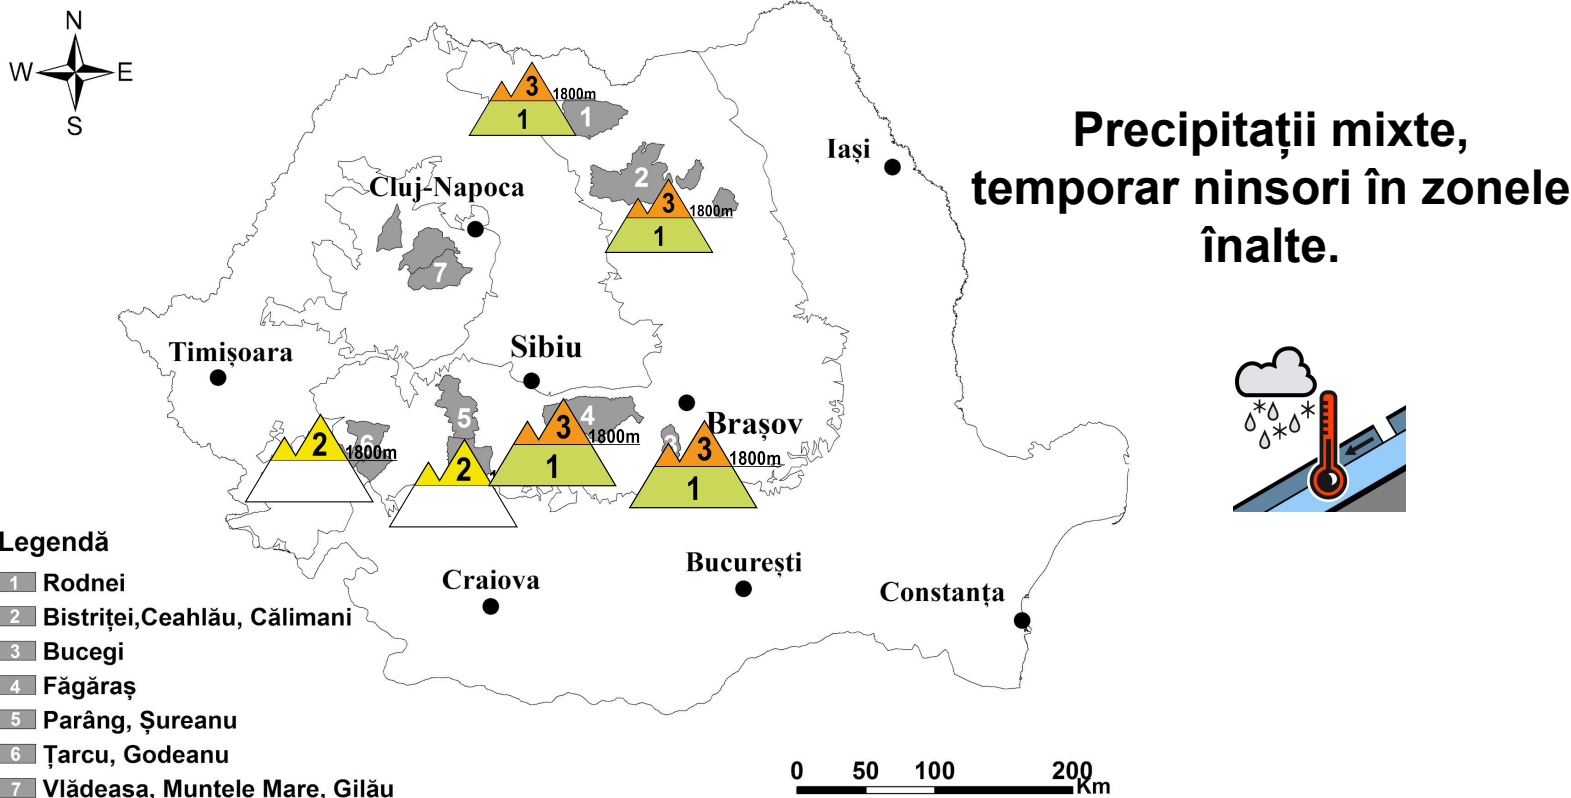 N
W E
S
3
1800m
1
1
Iași
Precipitații mixte,
temporar ninsori în zonele
înalte.
2
3
1800m
1
Cluj-Napoca
7
Timișoara
Sibiu
5
4
3
1800m
1
Brașov
3
3
1800m
1
2
6
1800m
2
Craiova
București
Constanța
Legendă
1 Rodnei
2 Bistriței,Ceahlău, Călimani
3 Bucegi
4 Făgăraș
5 Parâng, Șureanu
6 Țarcu, Godeanu
7 Vlădeasa, Muntele Mare, Gilău
0 50 100 200
Km